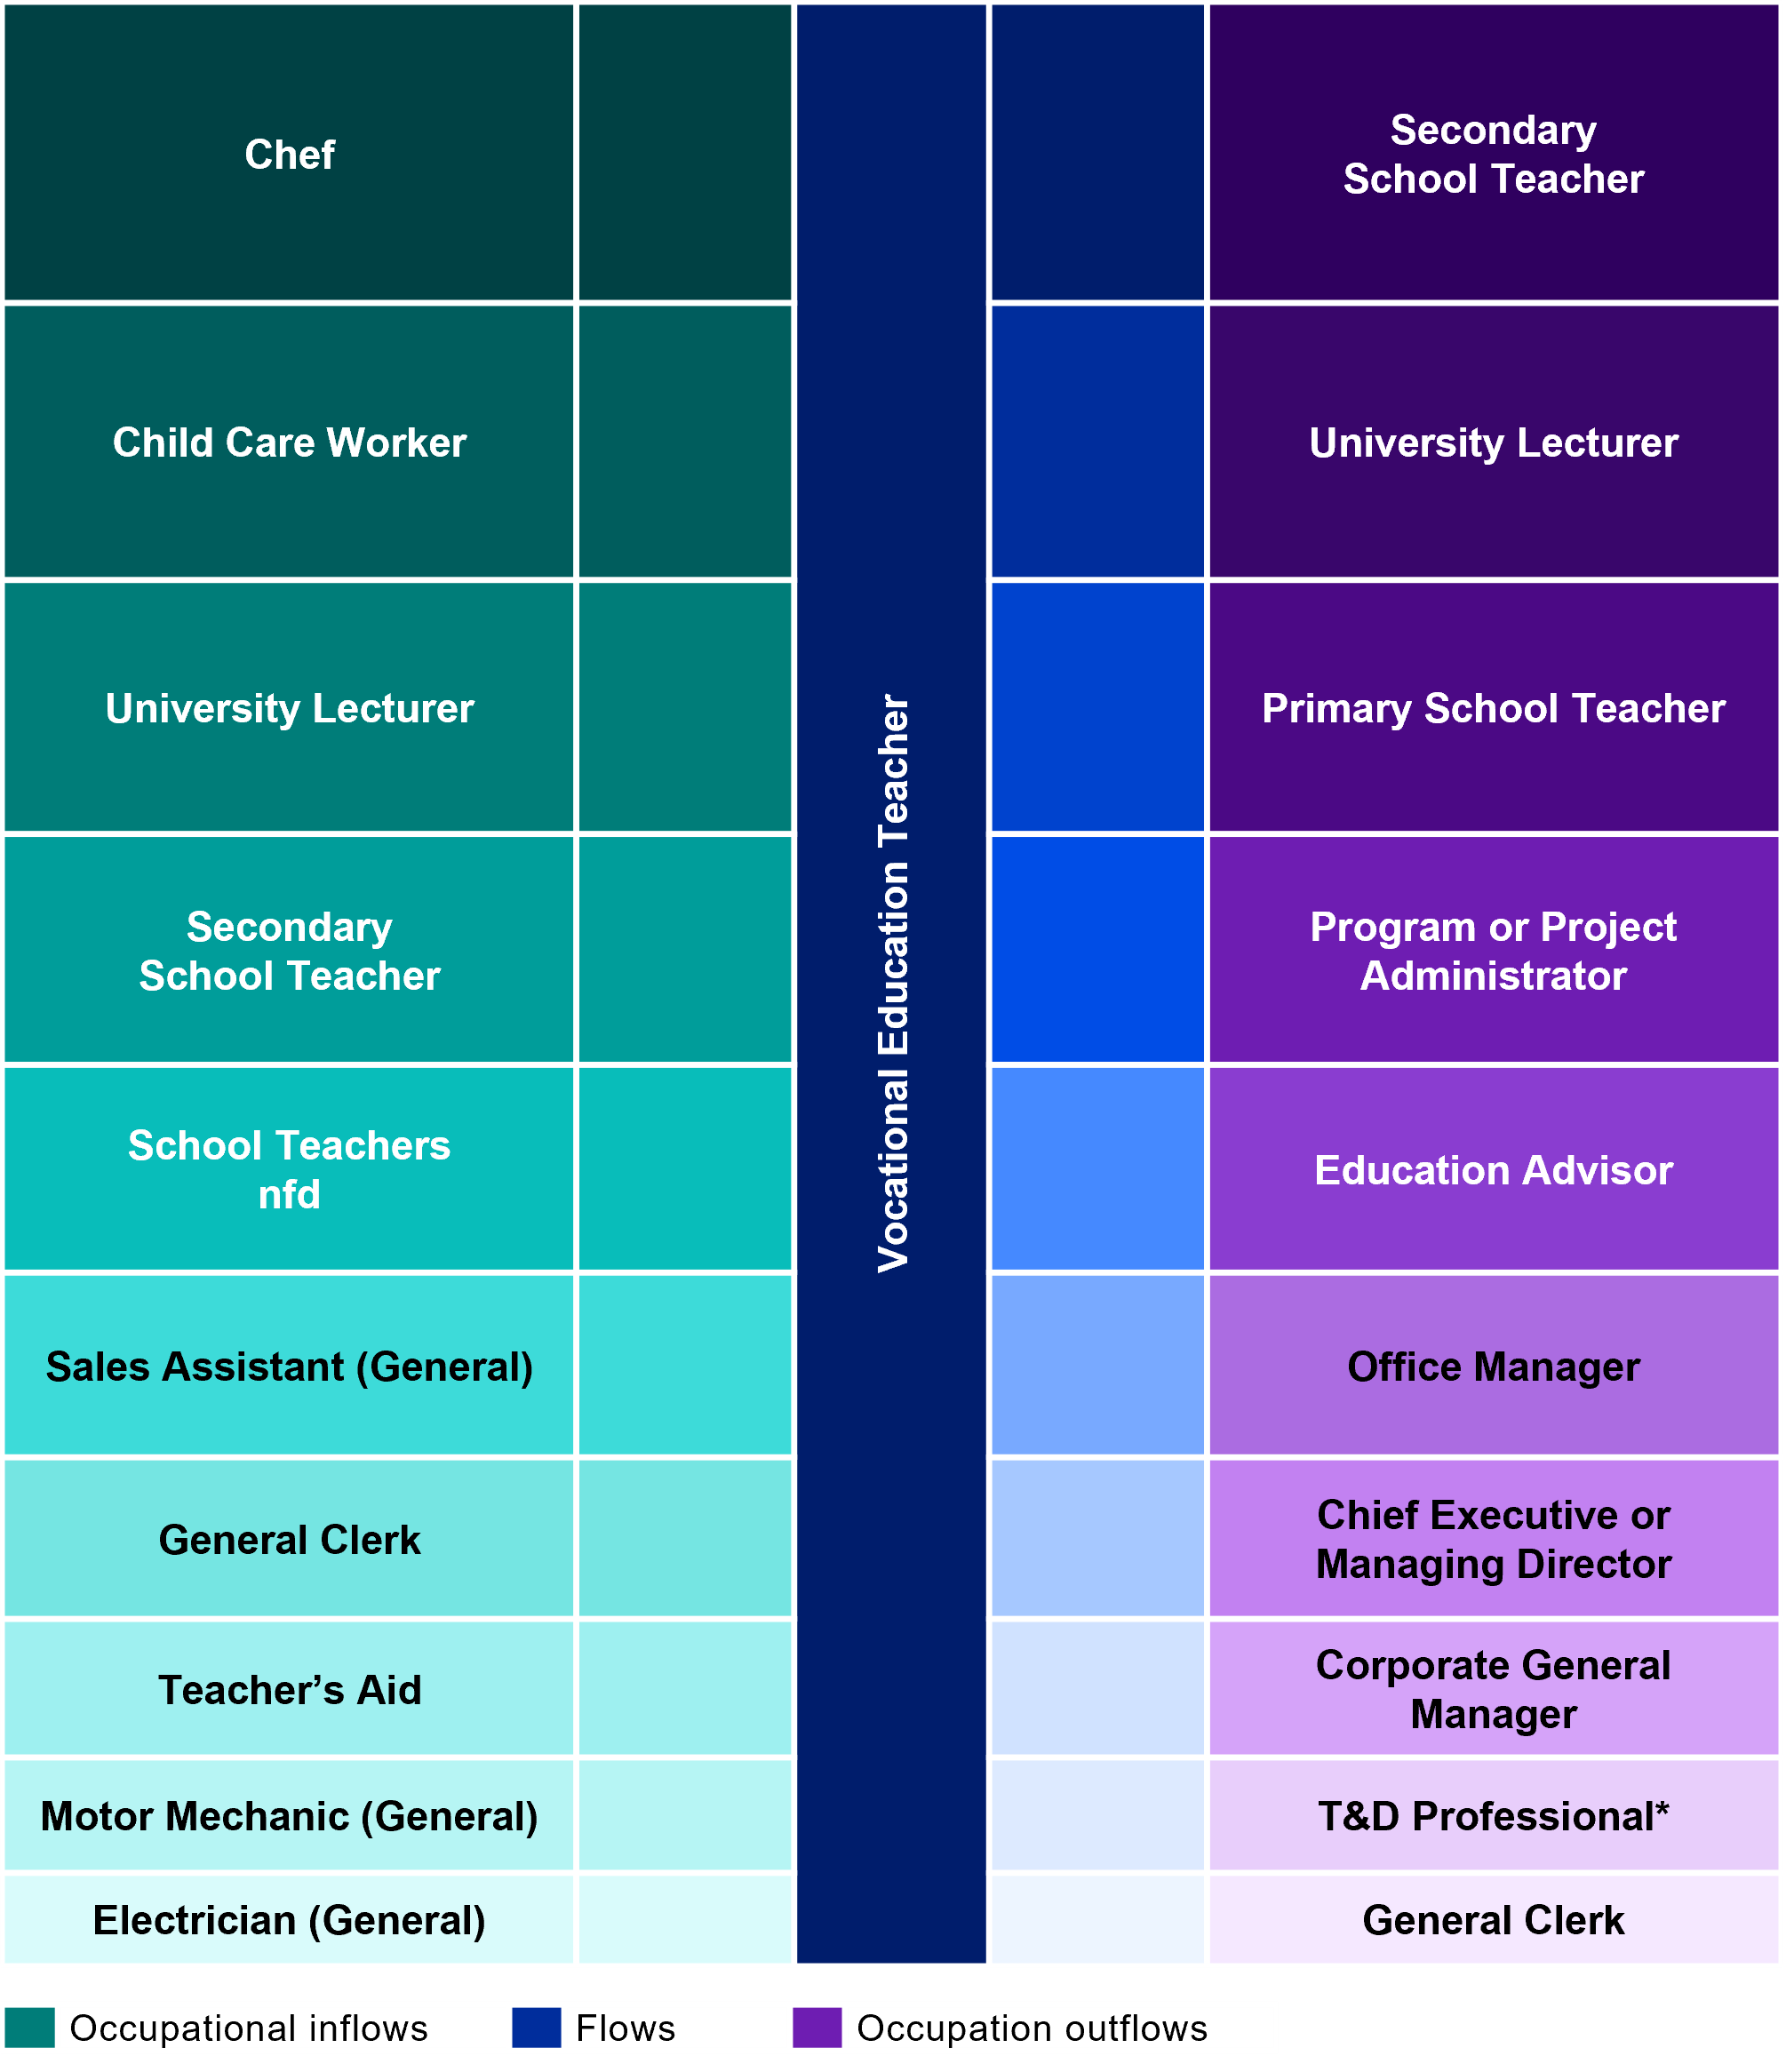 Chef
Child Care Worker
University Lecturer
Secondary
School Teacher
School Teachers
nfd
Sales Assistant (General)
General Clerk
Teacher’s Aid
Motor Mechanic (General)
Electrician (General)
Vocational Education Teacher
Secondary
School Teacher
University Lecturer
Primary School Teacher
Program or Project
Administrator
Education Advisor
Office Manager
Chief Executive or
Managing Director
Corporate General
Manager
T&D Professional*
General Clerk
Occupational inflows
Flows
Occupation outflows